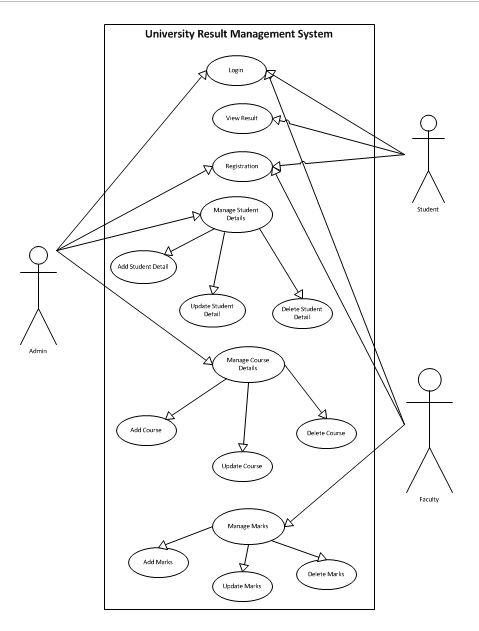 University Result Management System
Login
View Result
Registration
Student
Manage Student
Details
Add Student Detail
Update Student
Detail
Delete Student
Detail
Admin
Manage Course
Details
Add Course
Delete Course
Update Course
Faculty
Manage Marks
Add Marks
Delete Marks
Update Marks